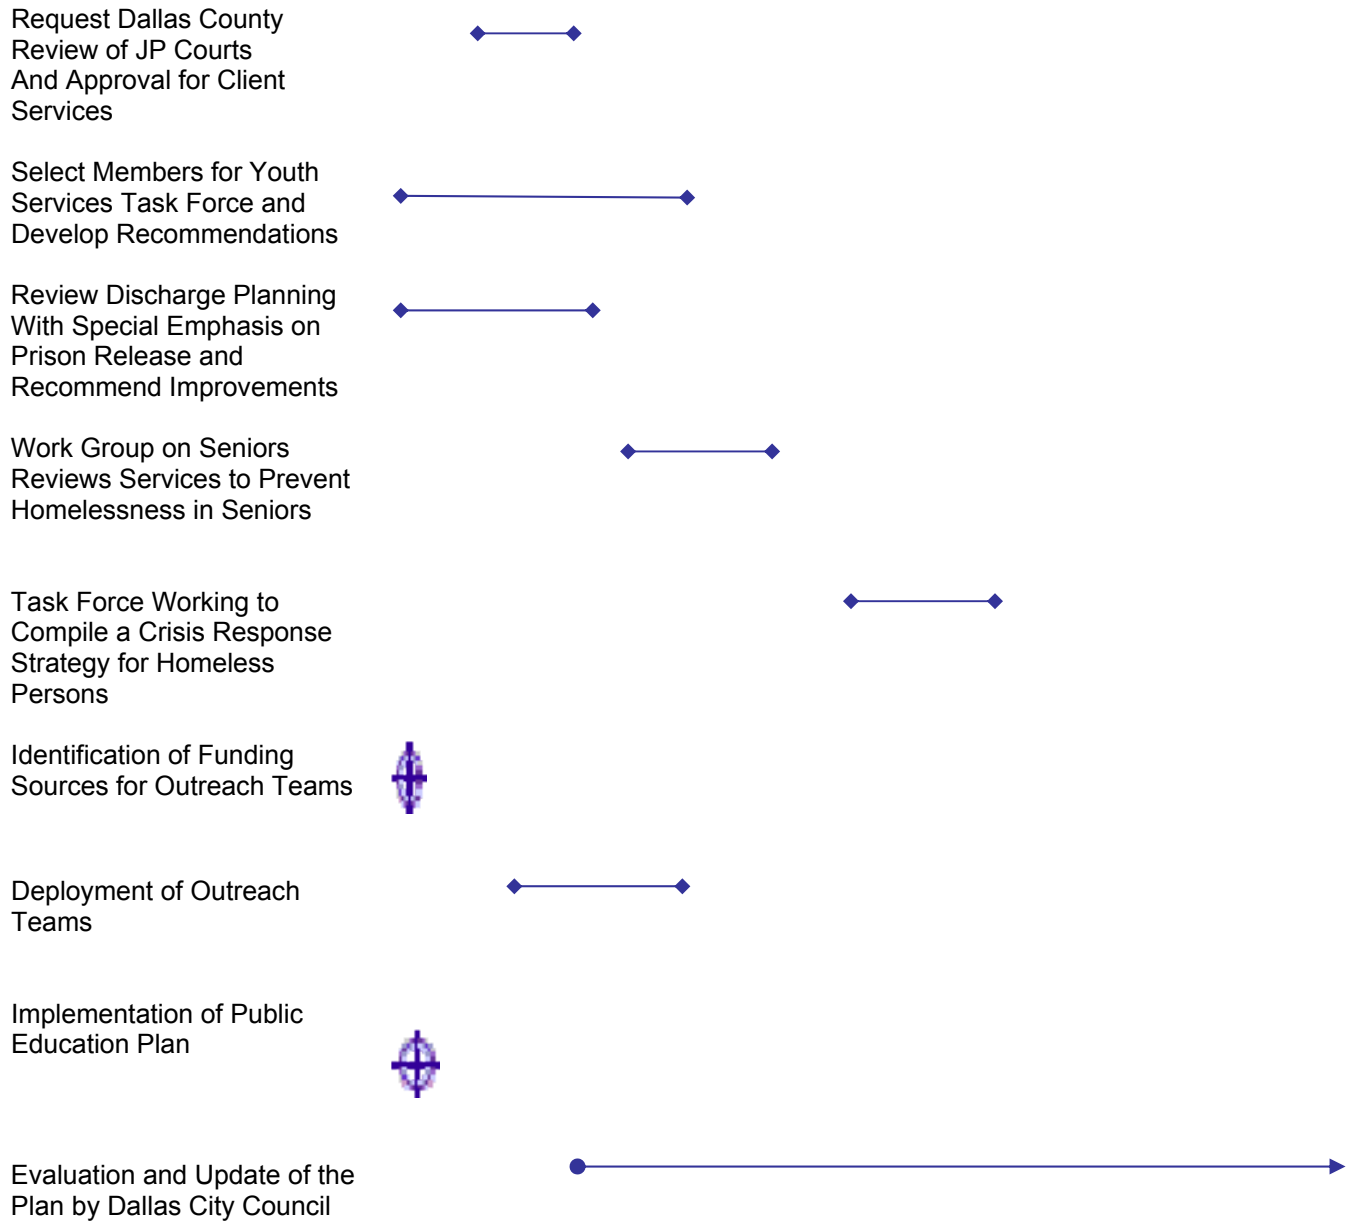 Request Dallas County
Review of JP Courts
And Approval for Client
Services
Select Members for Youth
Services Task Force and
Develop Recommendations
Review Discharge Planning
With Special Emphasis on
Prison Release and
Recommend Improvements
Work Group on Seniors
Reviews Services to Prevent
Homelessness in Seniors
Task Force Working to
Compile a Crisis Response
Strategy for Homeless
Persons
Identification of Funding
Sources for Outreach Teams
Deployment of Outreach
Teams
Implementation of Public
Education Plan
Evaluation and Update of the
Plan by Dallas City Council